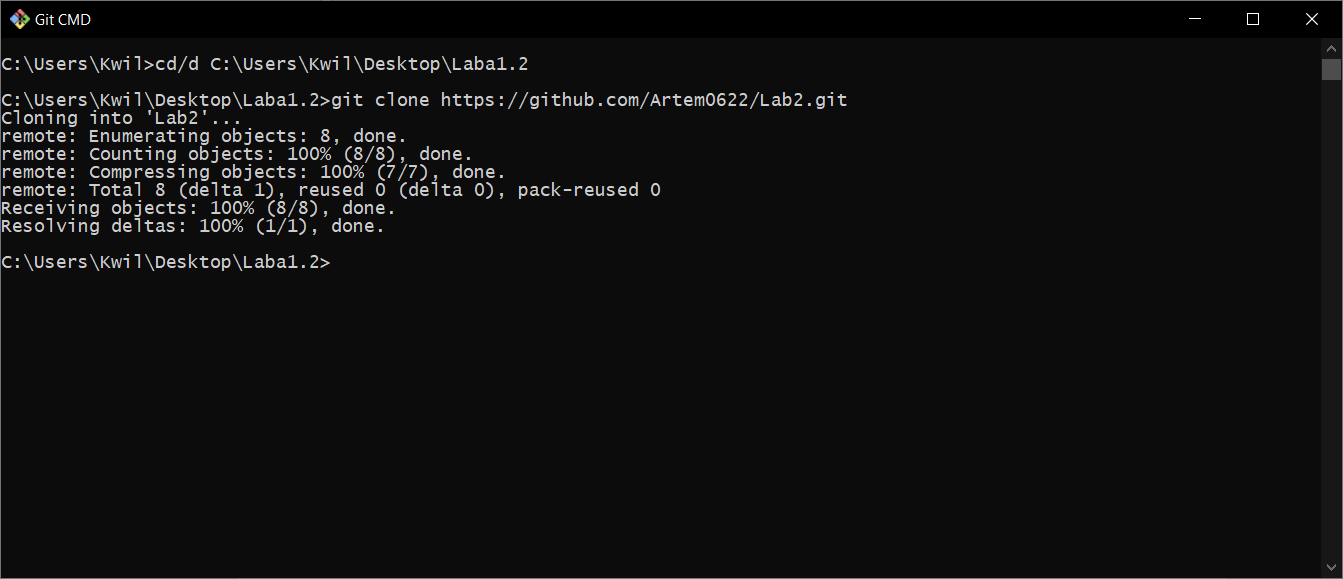 Git CMD
C:\Users\Kwil>cd/d C:\Users\Kwil\Desktop\Laba1.2
C:\Users\Kwil\Desktop\Laba1.2>git clone https://github.com/Artem0622/Lab2.git
Cloning into 'Lab2'...
remote: Enumerating objects: 8, done.
remote: Counting objects: 100% (8/8), done.
remote: Compressing objects: 100% (7/7), done.
remote: Total 8 (delta 1), reused 0 (delta 0), pack-reused 0
Receiving objects: 100% (8/8), done.
Resolving deltas: 100% (1/1), done.
C:\Users\Kwil\Desktop\Laba1.2>